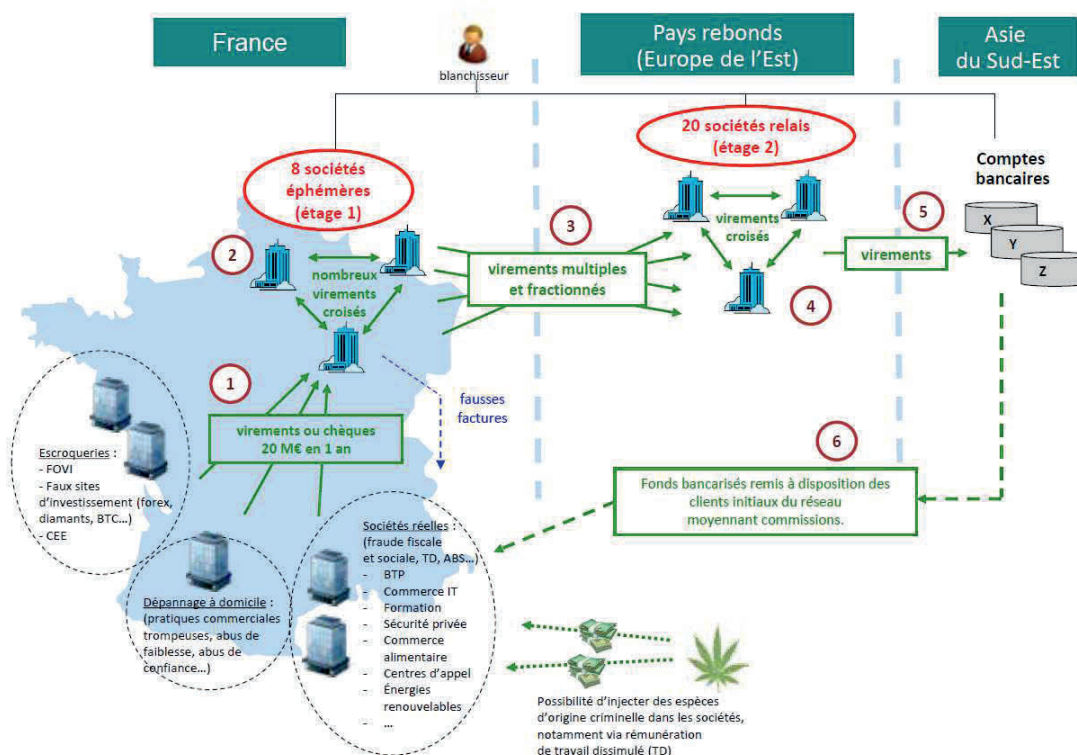 France
Pays rebonds
(Europe de l'Est)
Asie
du Sud-Est
blanchisseur
8 sociétés
éphémères
(étage 1)
20 sociétés relais
(étage 2)
Comptes
bancaires
2
nombreux
virements
croisés
3
virements multiples
et fractionnés
virements
croisés
4
5
virements
X
Y
Z
1
virements ou chèques
20 M€ en 1 an
fausses
factures
6
Fonds bancarisés remis à disposition des
clients initiaux du réseau
moyennant commissions.
Escroqueries :
- FOVI
- Faux sites
d'investissement (forex,
diamants, BTC…)
- CEE
Dépannage à domicile :
(pratiques commerciales
trompeuses, abus de
faiblesse, abus de
confiance…)
Sociétés réelles :
(fraude fiscale
et sociale, TD, ABS…)
- BTP
- Commerce IT
- Formation
- Sécurité privée
- Commerce
alimentaire
- Centres d'appel
- Énergies
renouvelables
- …
Possibilité d'injecter des espèces
d'origine criminelle dans les sociétés,
notamment via rémunération
de travail dissimulé (TD)